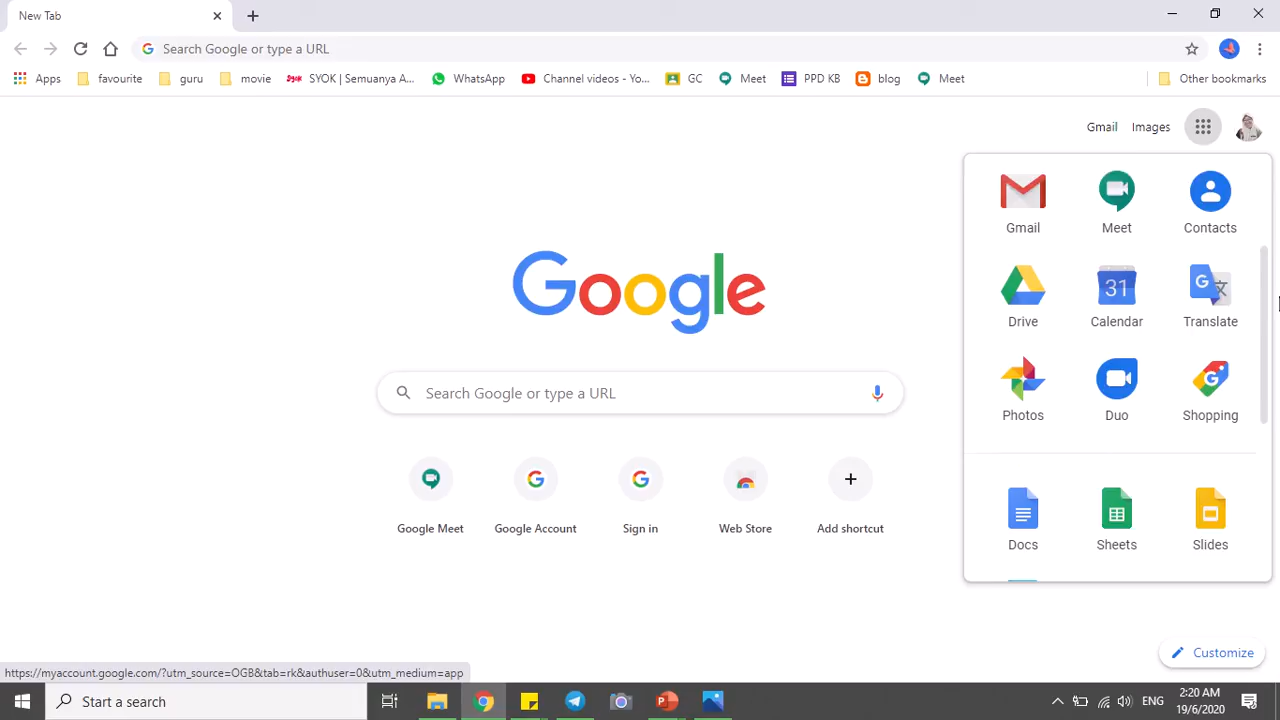 New Tab
Search Google or type a URL
Apps favourite guru movie SYOK | Semuanya A... WhatsApp Channel videos - Yo... GC Meet PPD KB blog Meet Other bookmarks
Gmail Images
Gmail Meet Contacts
31
Drive Calendar Translate
Photos Duo Shopping
Docs Sheets Slides
Google
Search Google or type a URL
Google Meet Google Account Sign in Web Store Add shortcut
Customize
https://myaccount.google.com/?utm_source=OGB&tab=rk&authuser=0&utm_medium=app
Start a search
ENG
2:20 AM
19/6/2020